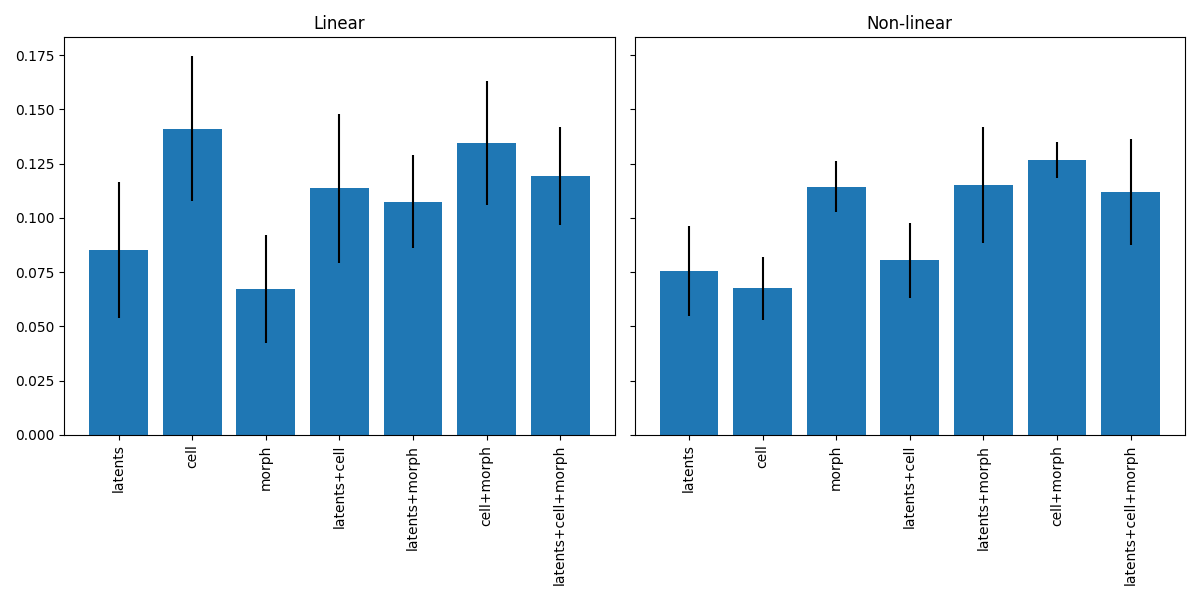 Linear
Non-linear
0.175
0.150
0.125
0.100
0.075
0.050
0.025
0.000
latents
cell
morph
latents+cell
latents+morph
cell+morph
latents+cell+morph
latents
cell
morph
latents+cell
latents+morph
cell+morph
latents+cell+morph